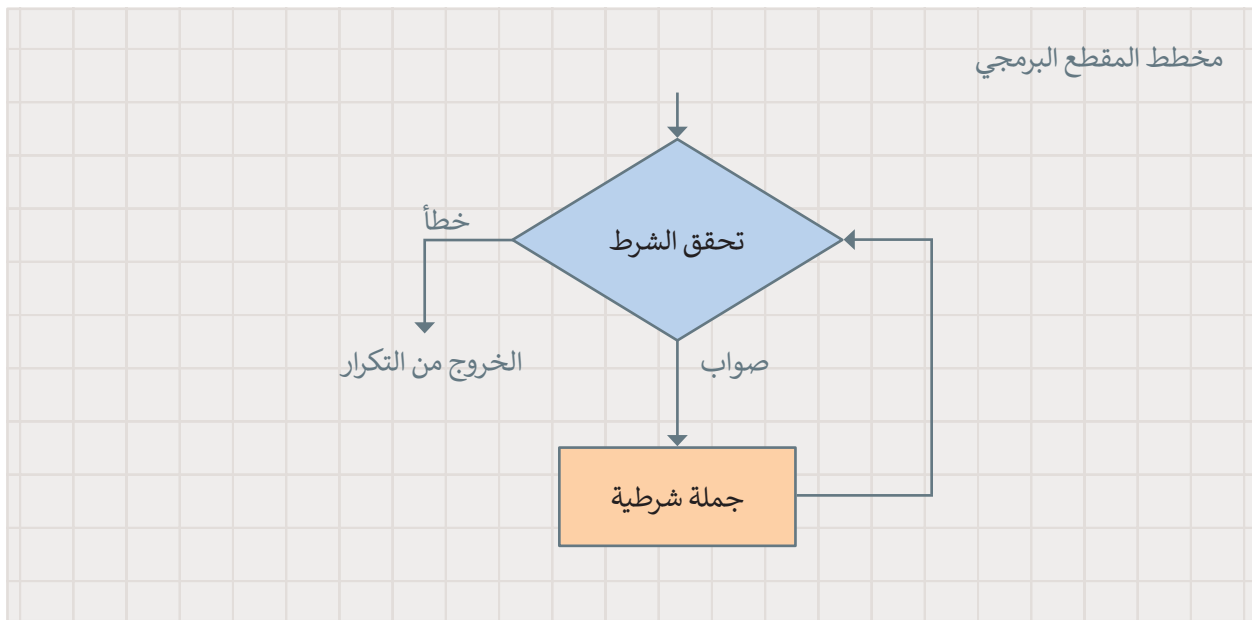 مخطط المقطع البرمجي
تحقق الشرط
خطأ
صواب
الخروج من التكرار
جملة شرطية